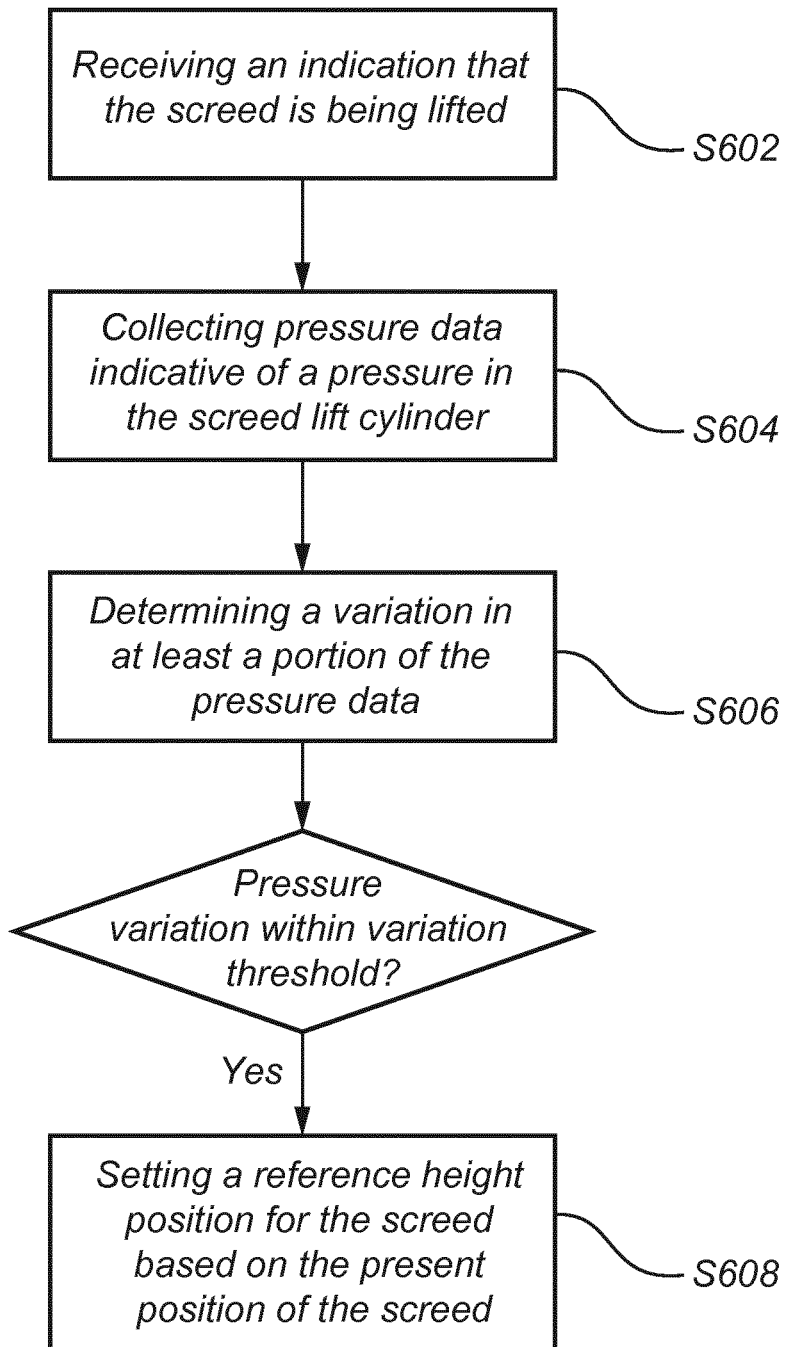 Receiving an indication that
the screed is being lifted
S602
Collecting pressure data
indicative of a pressure in
the screed lift cylinder
S604
Determining a variation in
at least a portion of the
pressure data
S606
Pressure
variation within variation
threshold?
Yes
Setting a reference height
position for the screed
based on the present
position of the screed
S608